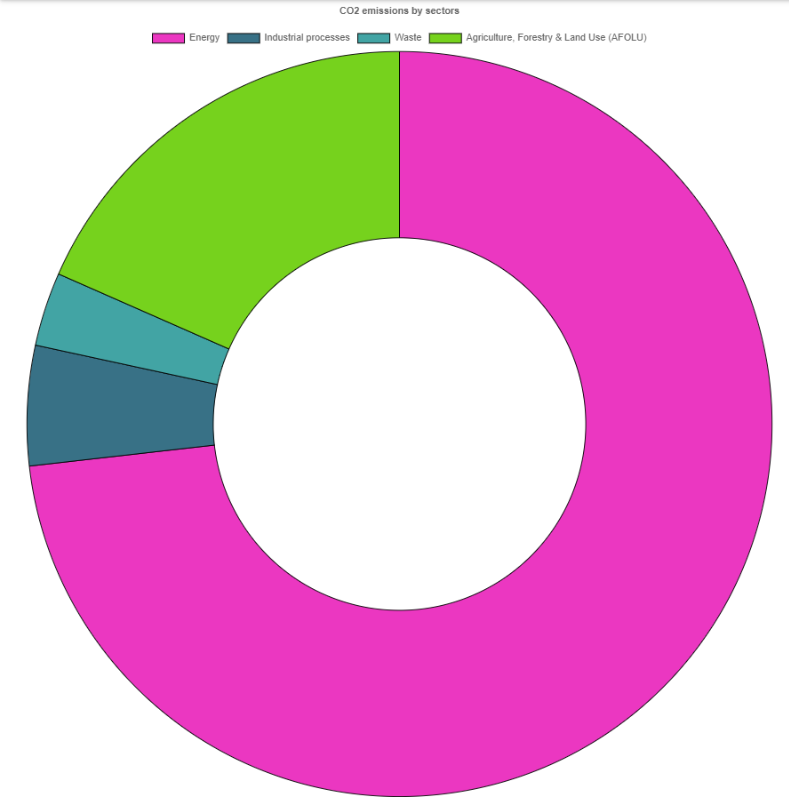 CO2 emissions by sectors
Energy Industrial processes Waste Agriculture, Forestry & Land Use (AFOLU)